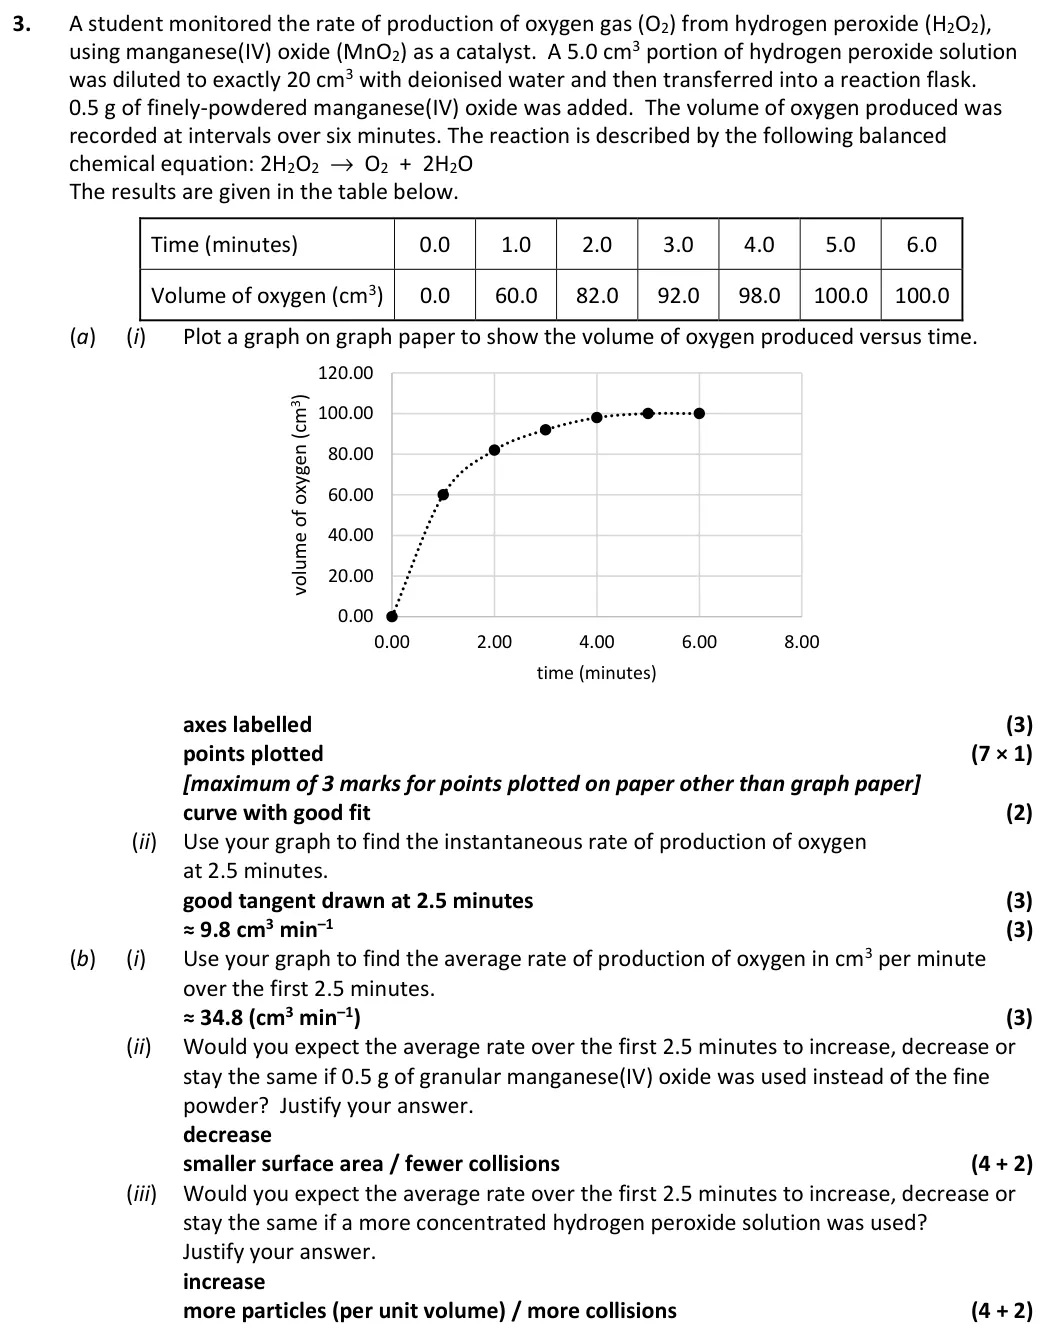 3. A student monitored the rate of production of oxygen gas (O₂) from hydrogen peroxide (H₂O₂),
using manganese(IV) oxide (MnO₂) as a catalyst. A 5.0 cm³ portion of hydrogen peroxide solution
was diluted to exactly 20 cm³ with deionised water and then transferred into a reaction flask.
0.5 g of finely-powdered manganese(IV) oxide was added. The volume of oxygen produced was
recorded at intervals over six minutes. The reaction is described by the following balanced
chemical equation: 2H₂O₂ → O₂ + 2H₂O
The results are given in the table below.
Time (minutes) 0.0 1.0 2.0 3.0 4.0 5.0 6.0
Volume of oxygen (cm³) 0.0 60.0 82.0 92.0 98.0 100.0 100.0
(a) (i) Plot a graph on graph paper to show the volume of oxygen produced versus time.
volume of oxygen (cm³)
120.00
100.00
80.00
60.00
40.00
20.00
0.00
0.00 2.00 4.00 6.00 8.00
time (minutes)
axes labelled (3)
points plotted (7 × 1)
[maximum of 3 marks for points plotted on paper other than graph paper]
curve with good fit (2)
(ii) Use your graph to find the instantaneous rate of production of oxygen
at 2.5 minutes.
good tangent drawn at 2.5 minutes (3)
≈ 9.8 cm³ min⁻¹ (3)
(b) (i) Use your graph to find the average rate of production of oxygen in cm³ per minute
over the first 2.5 minutes.
≈ 34.8 (cm³ min⁻¹) (3)
(ii) Would you expect the average rate over the first 2.5 minutes to increase, decrease or
stay the same if 0.5 g of granular manganese(IV) oxide was used instead of the fine
powder? Justify your answer.
decrease
smaller surface area / fewer collisions (4 + 2)
(iii) Would you expect the average rate over the first 2.5 minutes to increase, decrease or
stay the same if a more concentrated hydrogen peroxide solution was used?
Justify your answer.
increase
more particles (per unit volume) / more collisions (4 + 2)